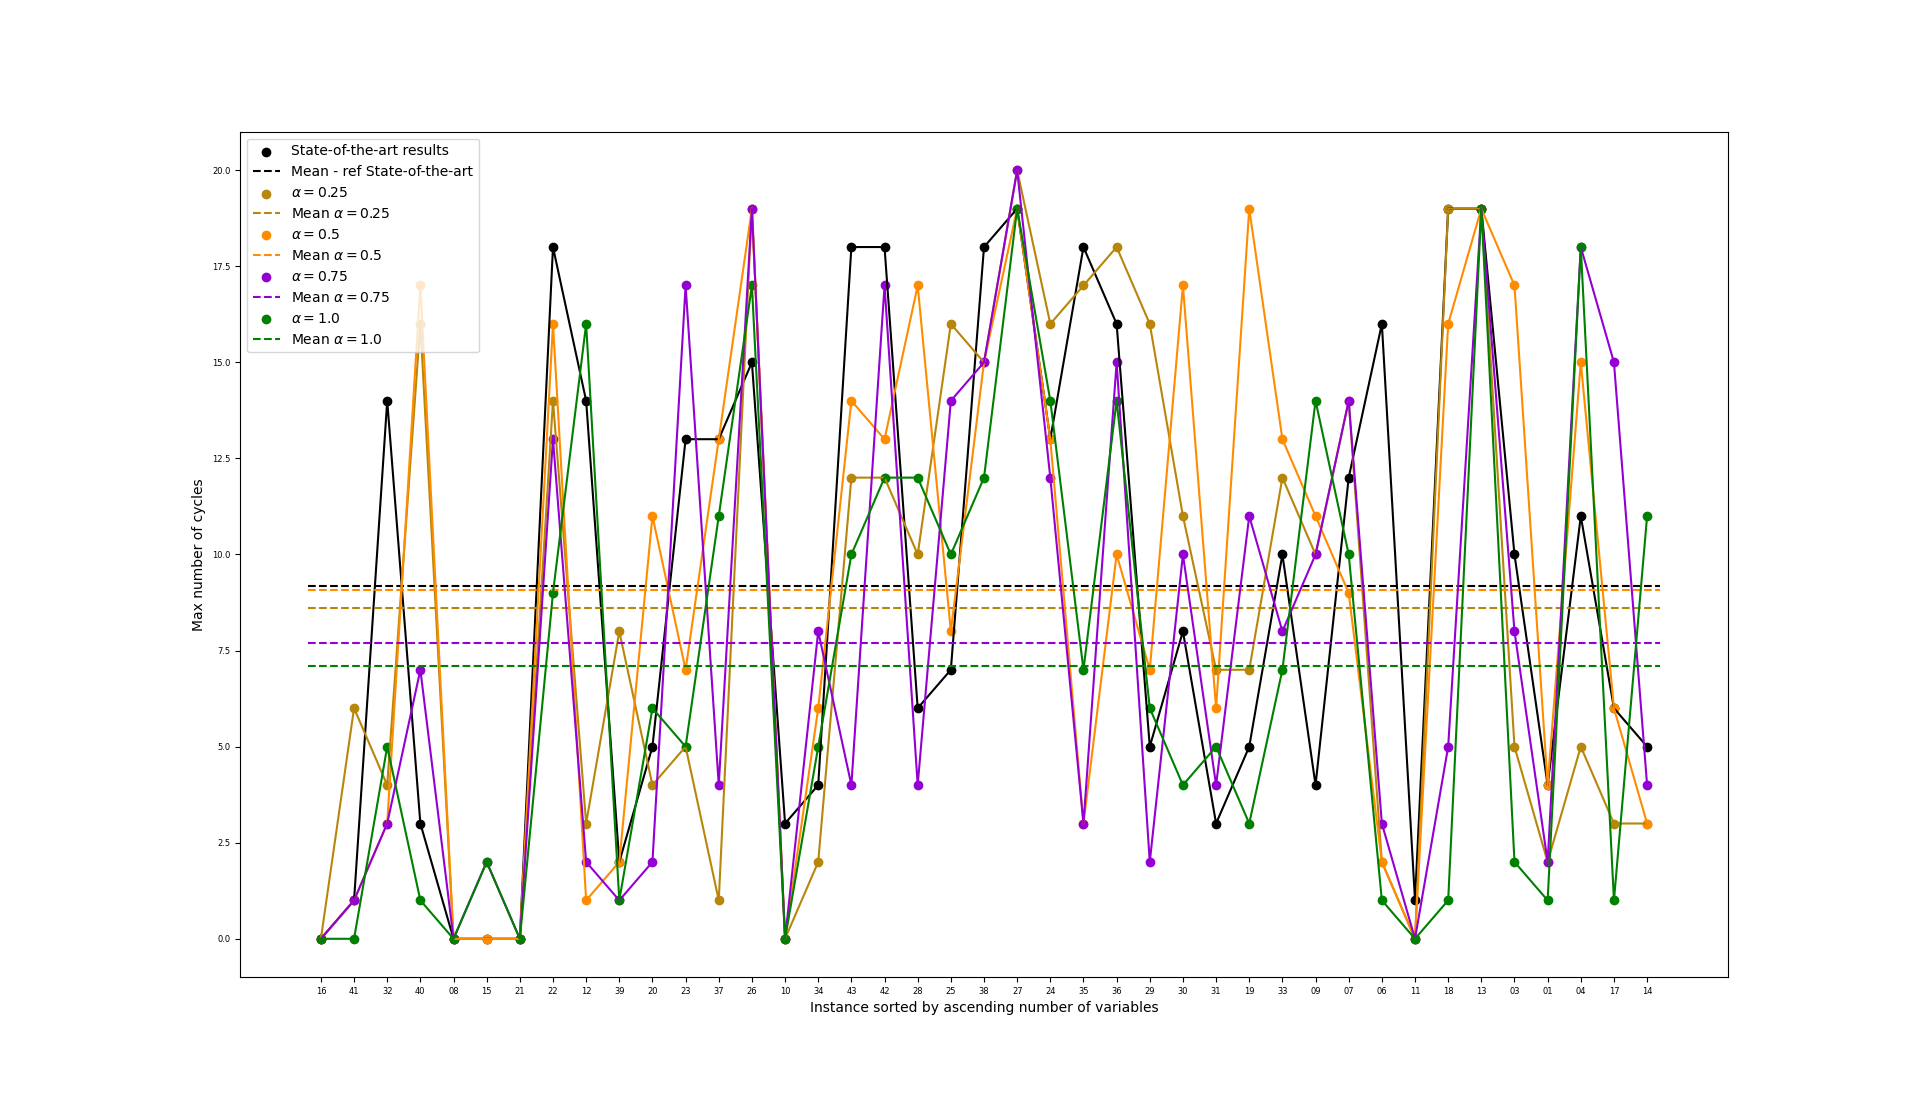 State-of-the-art results
Mean - ref State-of-the-art
α = 0.25
Mean α = 0.25
α = 0.5
Mean α = 0.5
α = 0.75
Mean α = 0.75
α = 1.0
Mean α = 1.0
20.0
17.5
15.0
12.5
10.0
7.5
5.0
2.5
0.0
Max number of cycles
16 41 32 40 08 15 21 22 12 39 20 23 37 26 10 34 43 42 28 25 38 27 24 35 36 29 30 31 19 33 09 07 06 11 18 13 03 01 04 17 14
Instance sorted by ascending number of variables